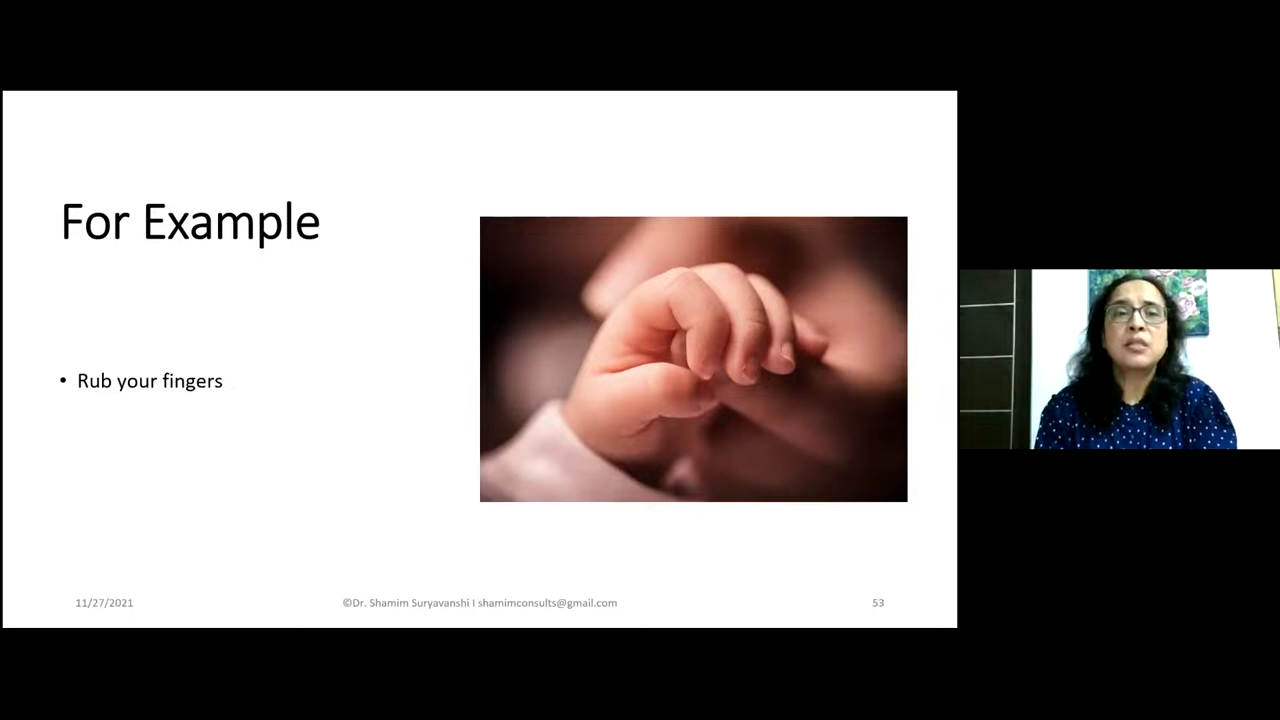 For Example
• Rub your fingers
11/27/2021
©Dr. Shamim Suryavanshi I shamimconsults@gmail.com
53